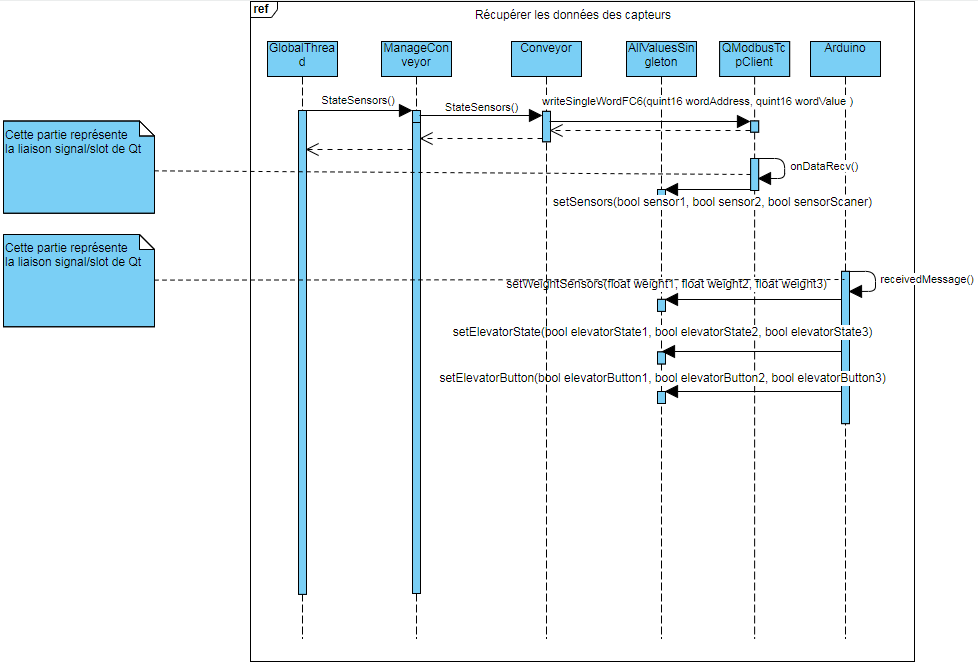 ref
Récupérer les données des capteurs
GlobalThrea
d
ManageCon
veyor
Conveyor
AllValuesSin
gleton
QModbusTc
pClient
Arduino
StateSensors()
StateSensors()
writeSingleWordFC6(quint16 wordAddress, quint16 wordValue )
Cette partie représente
la liaison signal/slot de Qt
onDataRecv()
setSensors(bool sensor1, bool sensor2, bool sensorScaner)
Cette partie représente
la liaison signal/slot de Qt
receivedMessage()
setWeightSensors(float weight1, float weight2, float weight3)
setElevatorState(bool elevatorState1, bool elevatorState2, bool elevatorState3)
setElevatorButton(bool elevatorButton1, bool elevatorButton2, bool elevatorButton3)